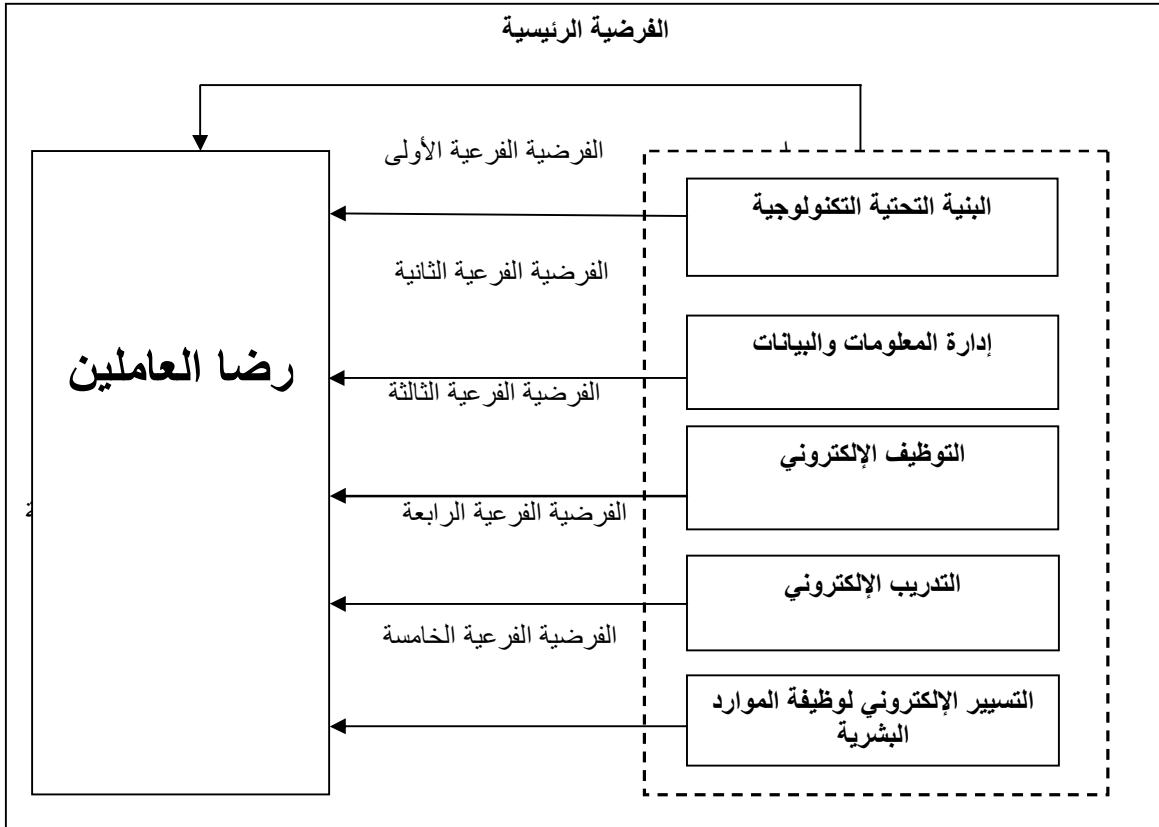 الفرضية الرئيسية
الفرضية الفرعية الأولى
البنية التحتية التكنولوجية
الفرضية الفرعية الثانية
إدارة المعلومات والبيانات
رضا العاملين
الفرضية الفرعية الثالثة
التوظيف الإلكتروني
الفرضية الفرعية الرابعة
التدريب الإلكتروني
الفرضية الفرعية الخامسة
التسيير الإلكتروني لوظيفة الموارد
البشرية